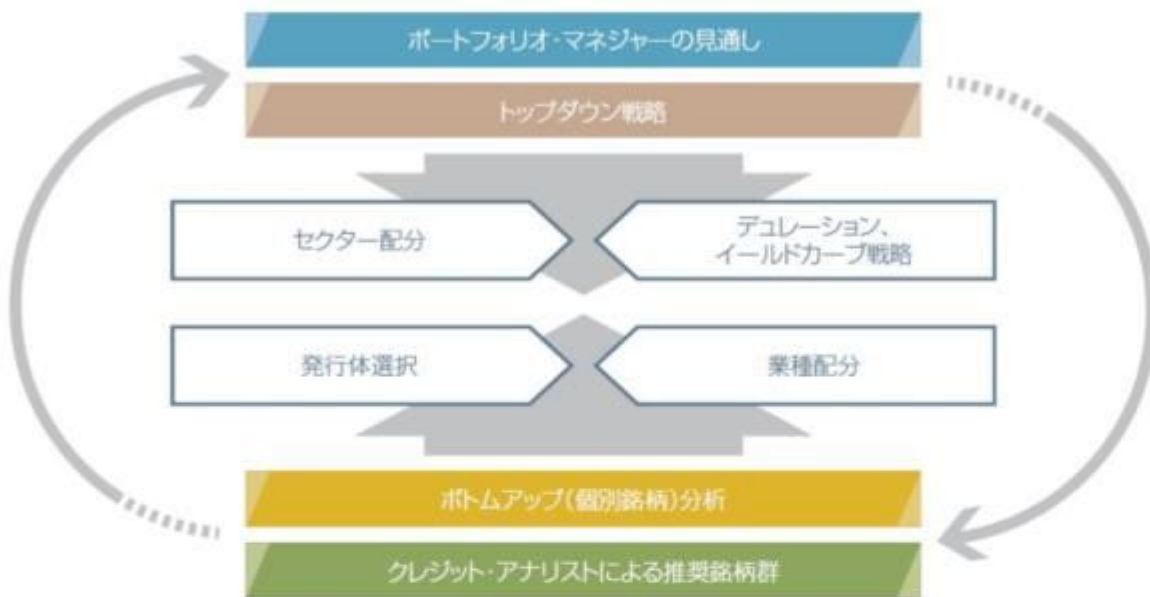 ポートフォリオ・マネジャーの見通し
トップダウン戦略
セクター配分
デュレーション、
イールドカーブ戦略
発行体選択
業種配分
ボトムアップ(個別銘柄)分析
クレジット・アナリストによる推奨銘柄群